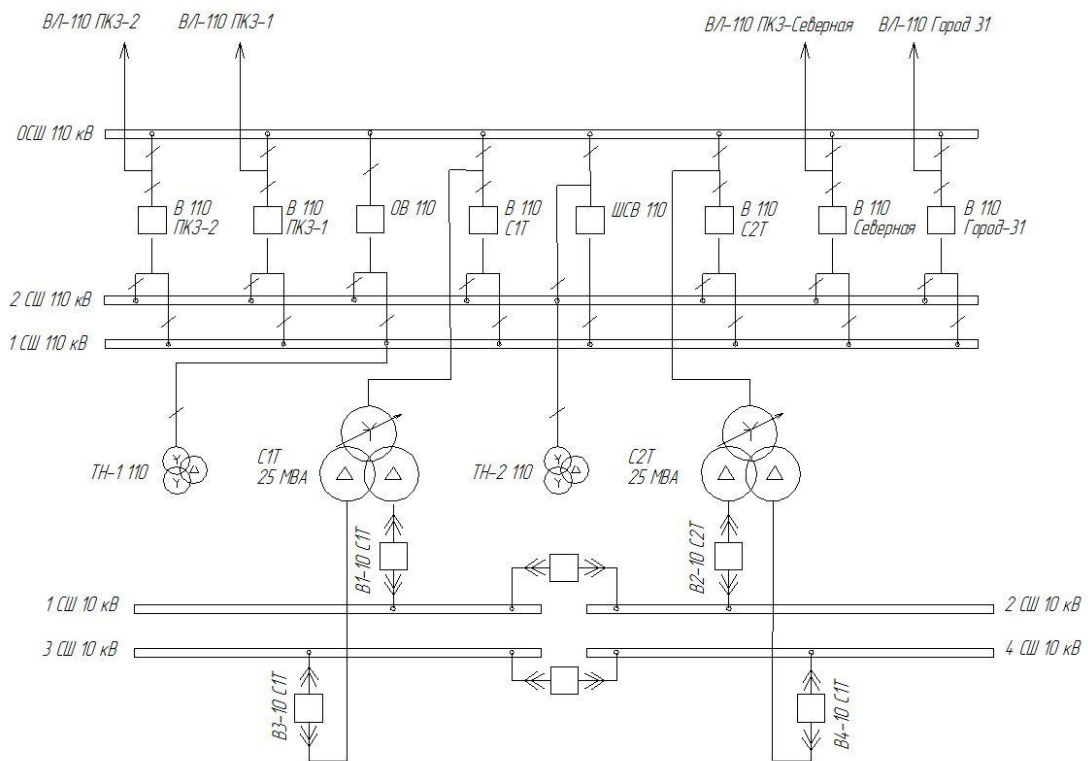 ВЛ-110 ПКЗ-2
ВЛ-110 ПКЗ-1
ВЛ-110 ПКЗ-Северная
ВЛ-110 Город 31
ОСШ 110 кВ
В 110
ПКЗ-2
В 110
ПКЗ-1
ОВ 110
В 110
С1Т
ШСВ 110
В 110
С2Т
В 110
Северная
В 110
Город-31
2 СШ 110 кВ
1 СШ 110 кВ
ТН-1 110
С1Т
25 МВА
ТН-2 110
С2Т
25 МВА
В1-10 С1Т
В2-10 С2Т
1 СШ 10 кВ
2 СШ 10 кВ
3 СШ 10 кВ
4 СШ 10 кВ
В3-10 С1Т
В4-10 С1Т